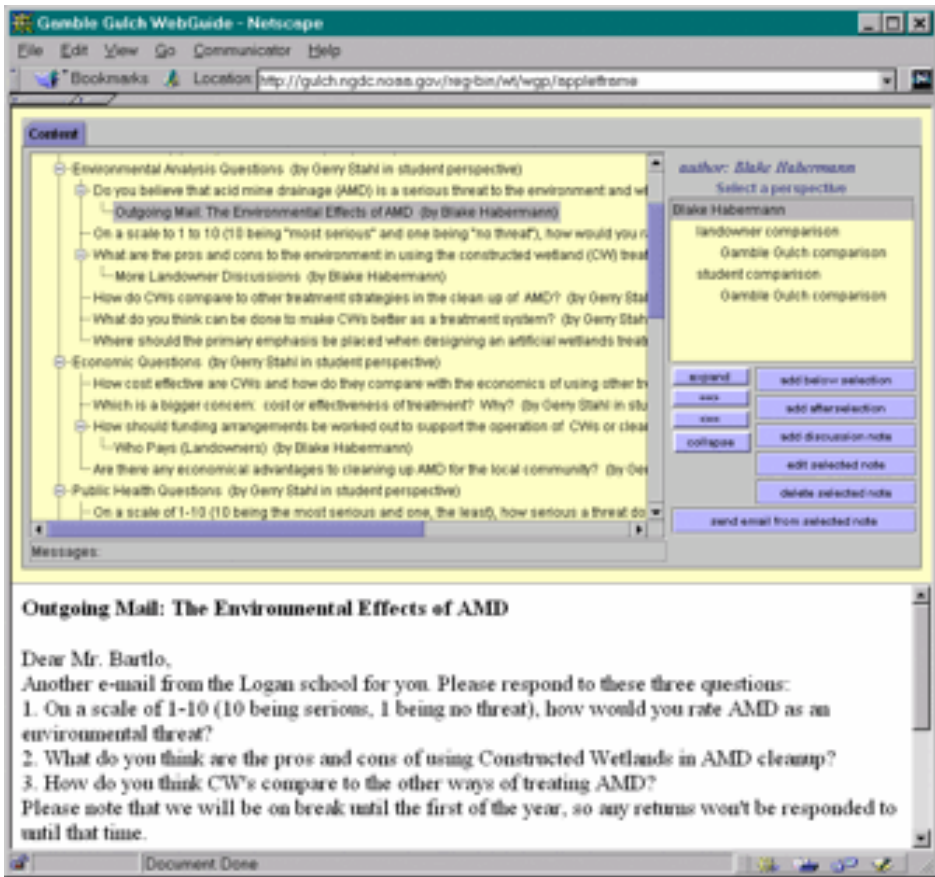 Gamble Gulch WebGuide - Netscape
File Edit View Go Communicator Help
Bookmarks Location: http://gulch.ngdc.noaa.gov/reg-bin/wt/wgp/appletframe
Content
Environmental Analysis Questions (by Gerry Stahl in student perspective)
Do you believe that acid mine drainage (AMD) is a serious threat to the environment and wh
Outgoing Mail: The Environmental Effects of AMD (by Blake Habermann)
On a scale to 1 to 10 (10 being "most serious" and one being "no threat"), how would you ra
What are the pros and cons to the environment in using the constructed wetland (CW) treat
More Landowner Discussions (by Blake Habermann)
How do CWs compare to other treatment strategies in the clean up of AMD? (by Gerry Stal
What do you think can be done to make CWs better as a treatment system? (by Gerry Stah
Where should the primary emphasis be placed when designing an artificial wetlands treat
Economic Questions (by Gerry Stahl in student perspective)
How cost effective are CWs and how do they compare with the economics of using other tr
Which is a bigger concern: cost or effectiveness of treatment? Why? (by Gerry Stahl in stu
How should funding arrangements be worked out to support the operation of CWs or clear
Who Pays (Landowners) (by Blake Habermann)
Are there any economical advantages to cleaning up AMD for the local community? (by Ger
Public Health Questions (by Gerry Stahl in student perspective)
On a scale of 1-10 (10 being the most serious and one, the least), how serious a threat do
Messages:
author: Blake Habermann
Select a perspective
Blake Habermann
landowner comparison
Gamble Gulch comparison
student comparison
Gamble Gulch comparison
expand
>>>
<<<
collapse
add below selection
add after selection
add discussion note
edit selected note
delete selected note
send email from selected note
Outgoing Mail: The Environmental Effects of AMD
Dear Mr. Bartlo,
Another e-mail from the Logan school for you. Please respond to these three questions:
1. On a scale of 1-10 (10 being serious, 1 being no threat), how would you rate AMD as an
environmental threat?
2. What do you think are the pros and cons of using Constructed Wetlands in AMD cleanup?
3. How do you think CW's compare to the other ways of treating AMD?
Please note that we will be on break until the first of the year, so any returns won't be responded to
until that time.
Document Done